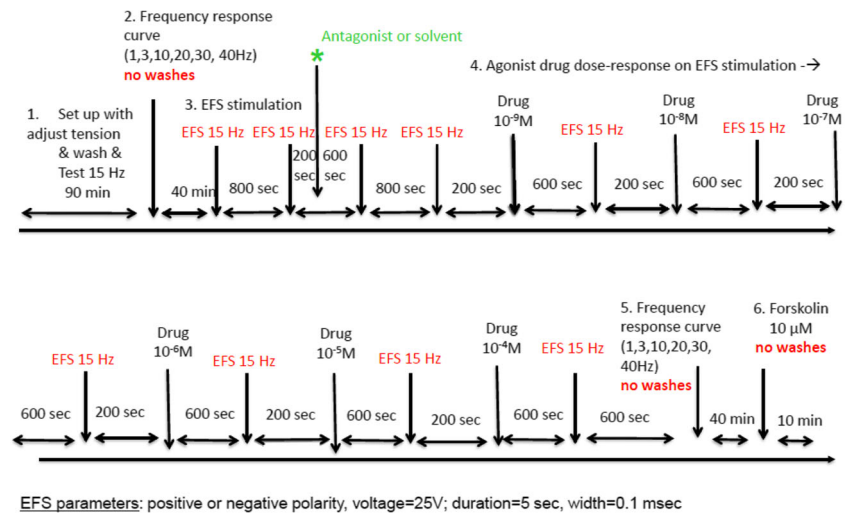 2. Frequency response
curve
(1,3,10,20,30, 40Hz)
no washes
Antagonist or solvent
*
4. Agonist drug dose-response on EFS stimulation -→
1. Set up with
adjust tension
& wash &
Test 15 Hz
90 min
3. EFS stimulation
EFS 15 Hz EFS 15 Hz EFS 15 Hz EFS 15 Hz
Drug
10-9M
EFS 15 Hz
Drug
10-8M
EFS 15 Hz
Drug
10-7M
40 min
800 sec
200
sec
600
sec
800 sec
200 sec
600 sec
200 sec
600 sec
200 sec
EFS 15 Hz
Drug
10-6M
EFS 15 Hz
Drug
10-5M
EFS 15 Hz
Drug
10-4M
EFS 15 Hz
5. Frequency
response curve
(1,3,10,20,30,
40Hz)
no washes
6. Forskolin
10 µM
no washes
600 sec
200 sec
600 sec
200 sec
600 sec
200 sec
600 sec
600 sec
40 min
10 min
EFS parameters: positive or negative polarity, voltage=25V; duration=5 sec, width=0.1 msec